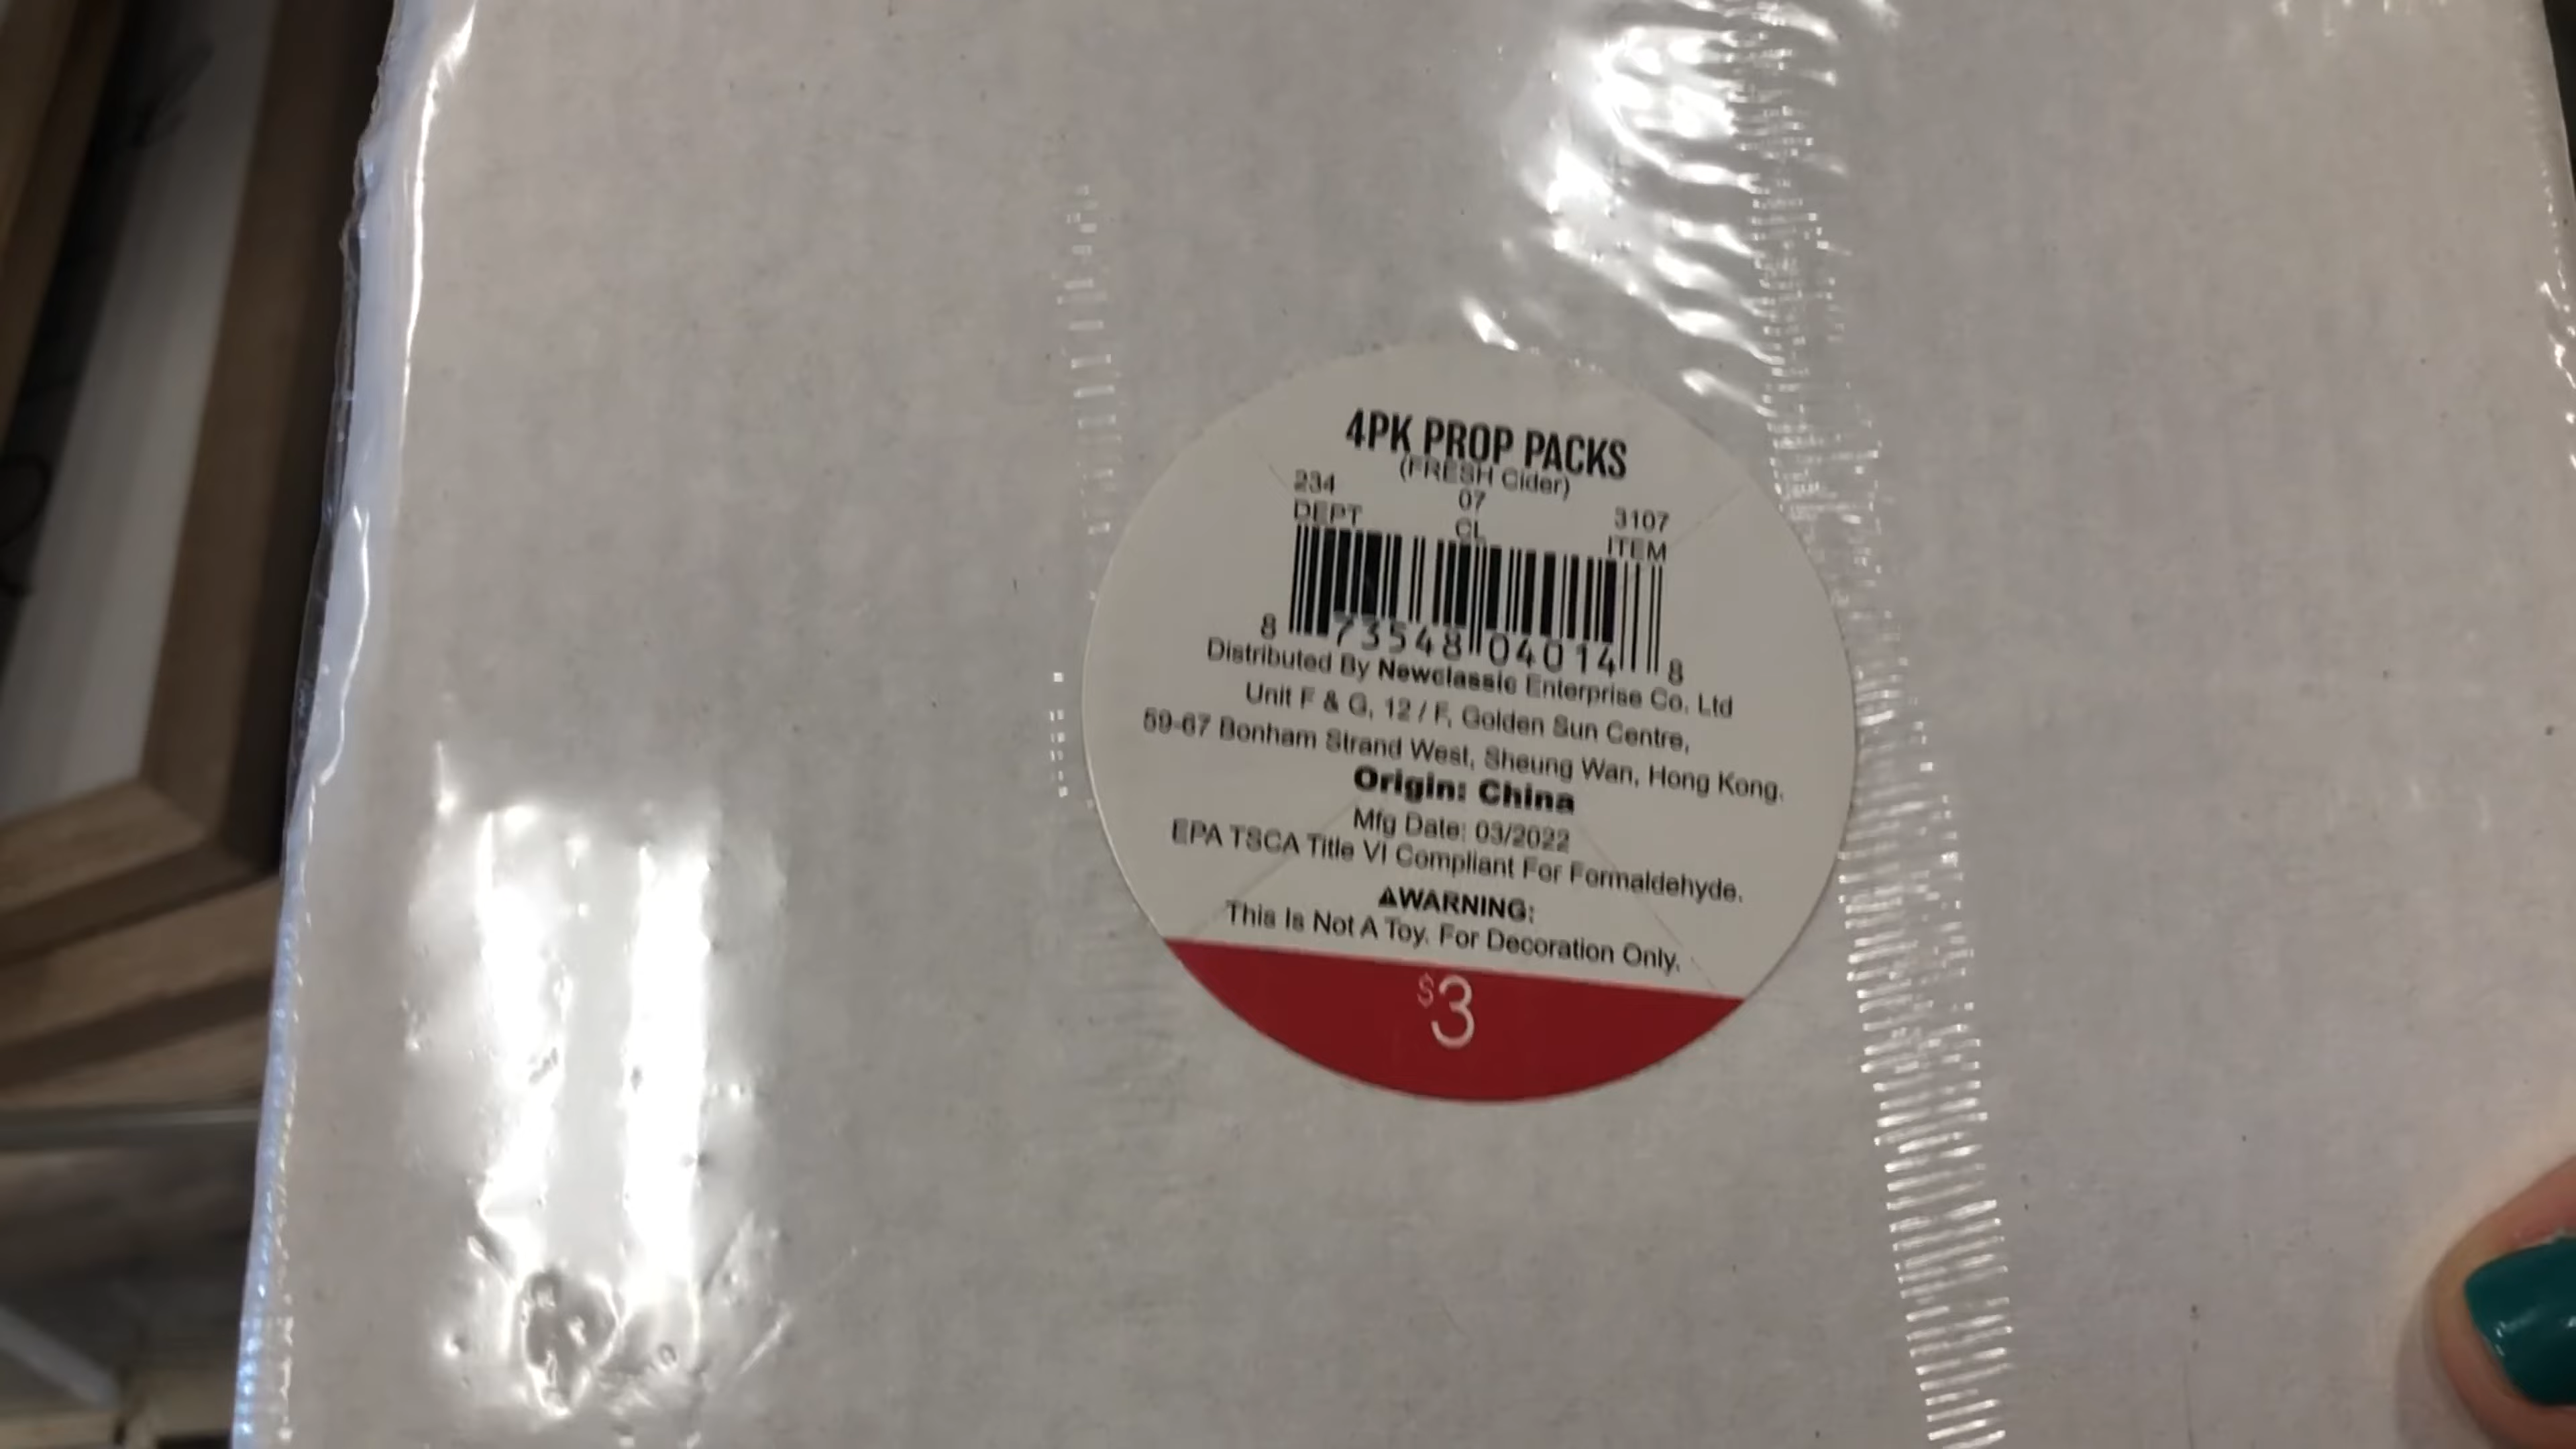 4PK PROP PACKS
(FRESH Cider)
234 07 3107
DEPT CL ITEM
8 73548 04014 8
Distributed By Newclassic Enterprise Co. Ltd
Unit F & G, 12 / F, Golden Sun Centre,
59-67 Bonham Strand West, Sheung Wan, Hong Kong.
Origin: China
Mfg Date: 03/2022
EPA TSCA Title VI Compliant For Formaldehyde.
⚠WARNING:
This Is Not A Toy. For Decoration Only.
$3